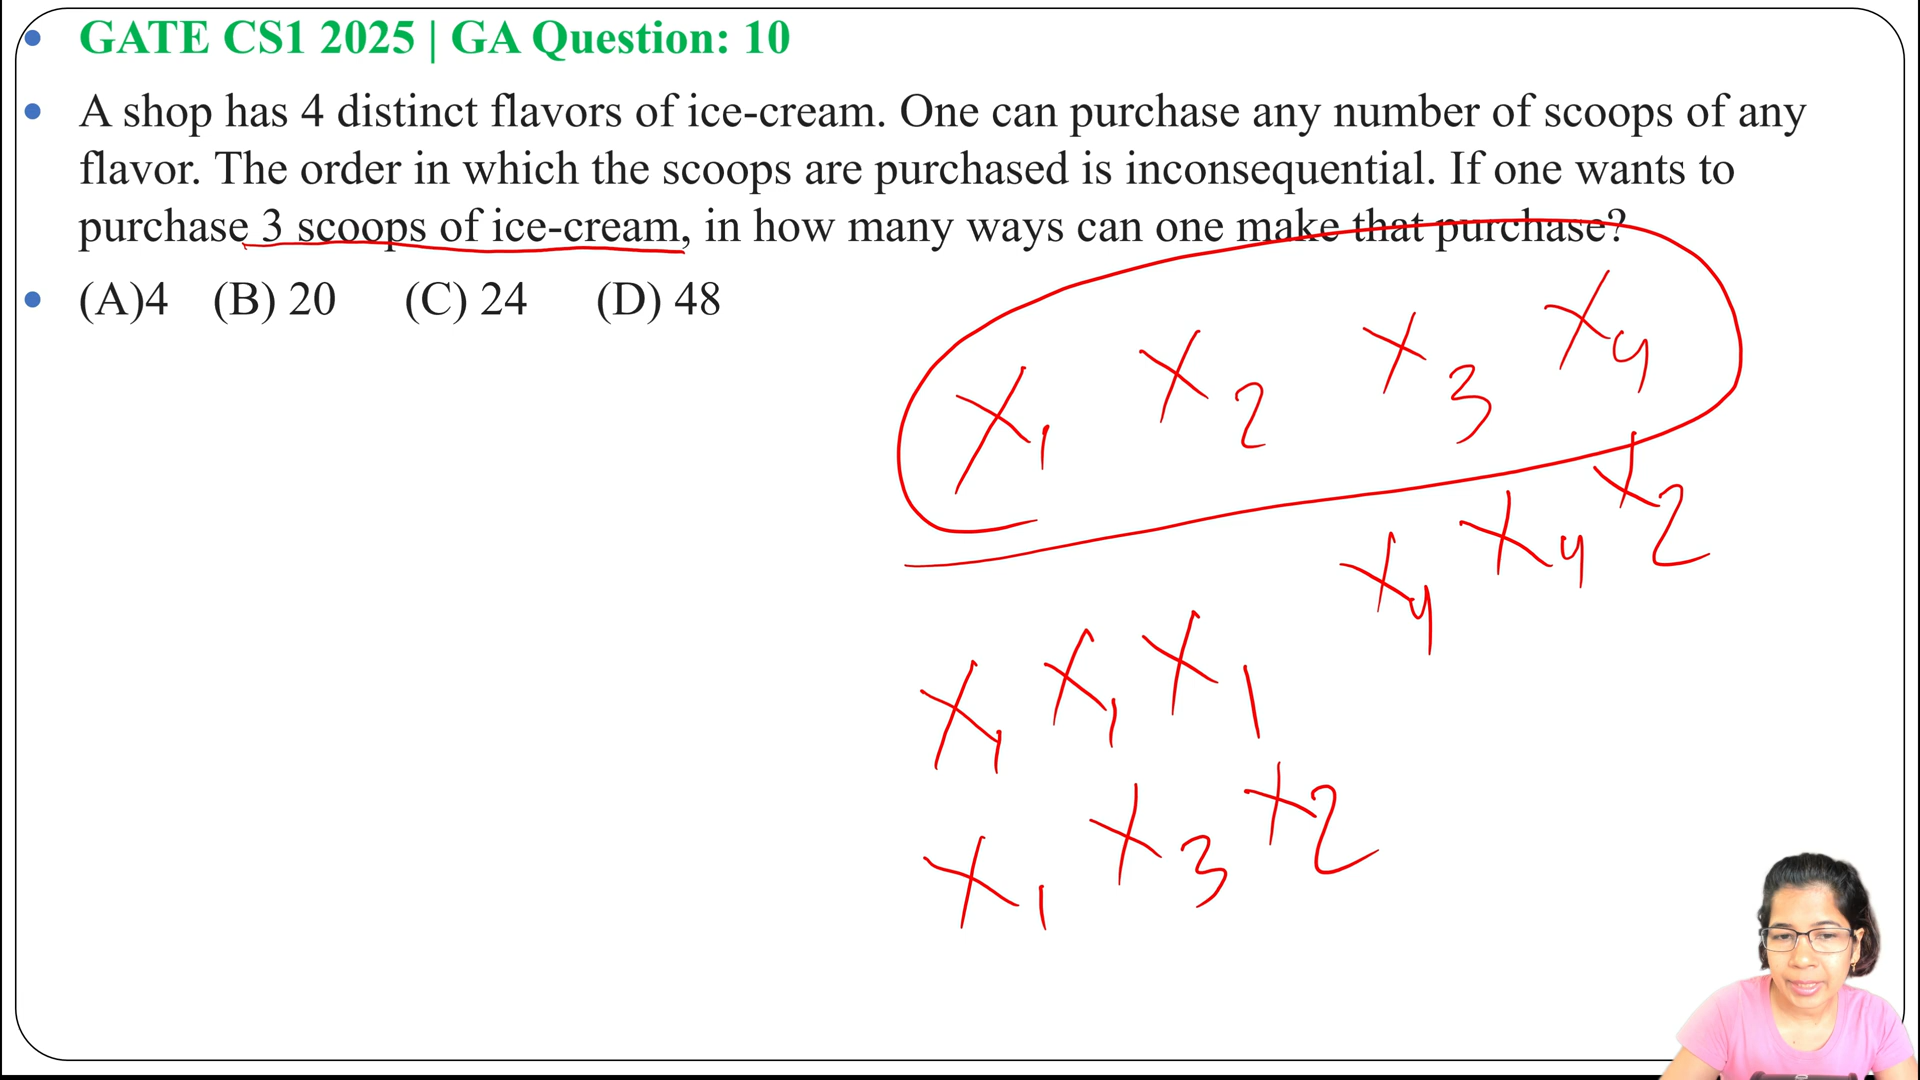 GATE CS1 2025 | GA Question: 10
A shop has 4 distinct flavors of ice-cream. One can purchase any number of scoops of any
flavor. The order in which the scoops are purchased is inconsequential. If one wants to
purchase 3 scoops of ice-cream, in how many ways can one make that purchase?
(A)4 (B) 20 (C) 24 (D) 48
X1 X2 X3 X4
X4 X4 X2
X1 X1 X1
X1 X3 X2